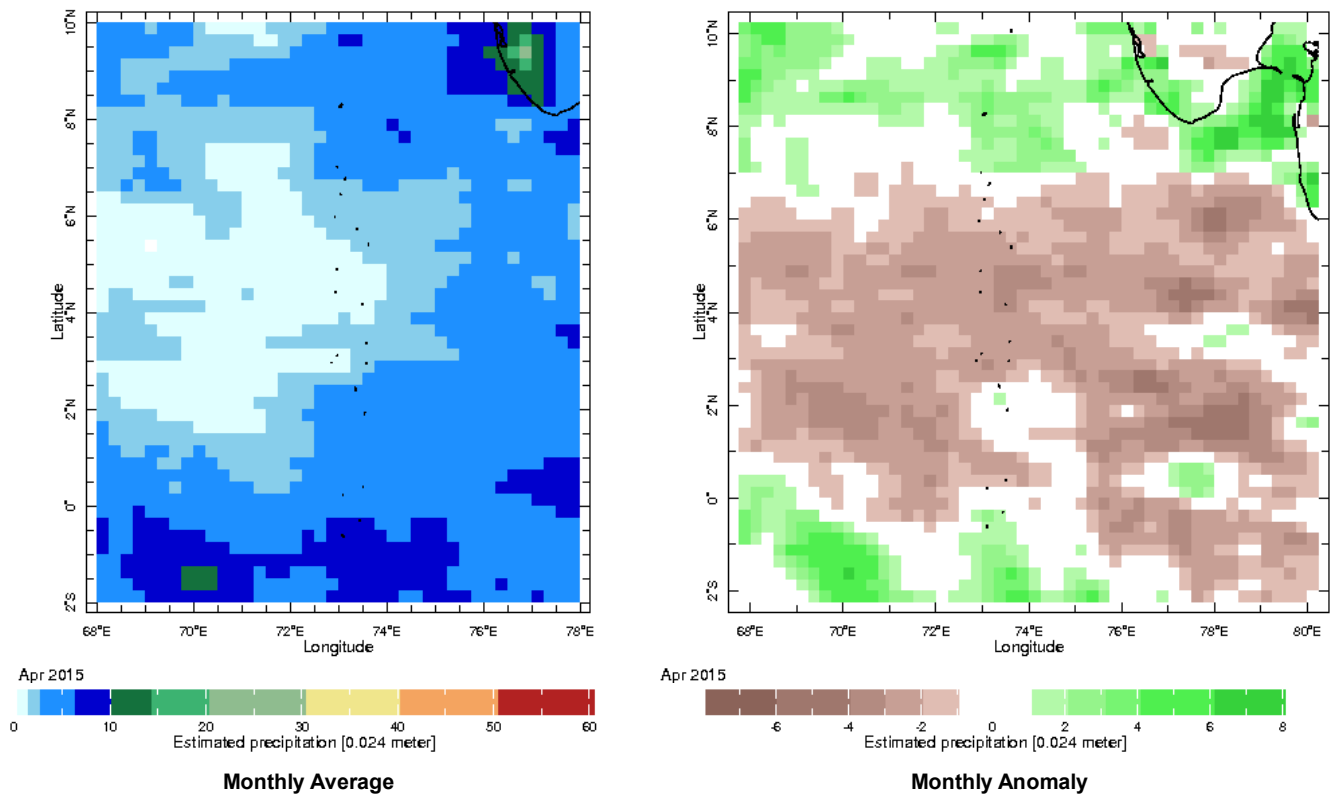 10°N
8°N
6°N
4°N
2°N
0°
2°S
Latitude
68°E 70°E 72°E 74°E 76°E 78°E
Longitude
Apr 2015
0 10 20 30 40 50 60
Estimated precipitation [0.024 meter]
Monthly Average
10°N
8°N
6°N
4°N
2°N
0°
2°S
Latitude
68°E 70°E 72°E 74°E 76°E 78°E 80°E
Longitude
Apr 2015
-6 -4 -2 0 2 4 6 8
Estimated precipitation [0.024 meter]
Monthly Anomaly